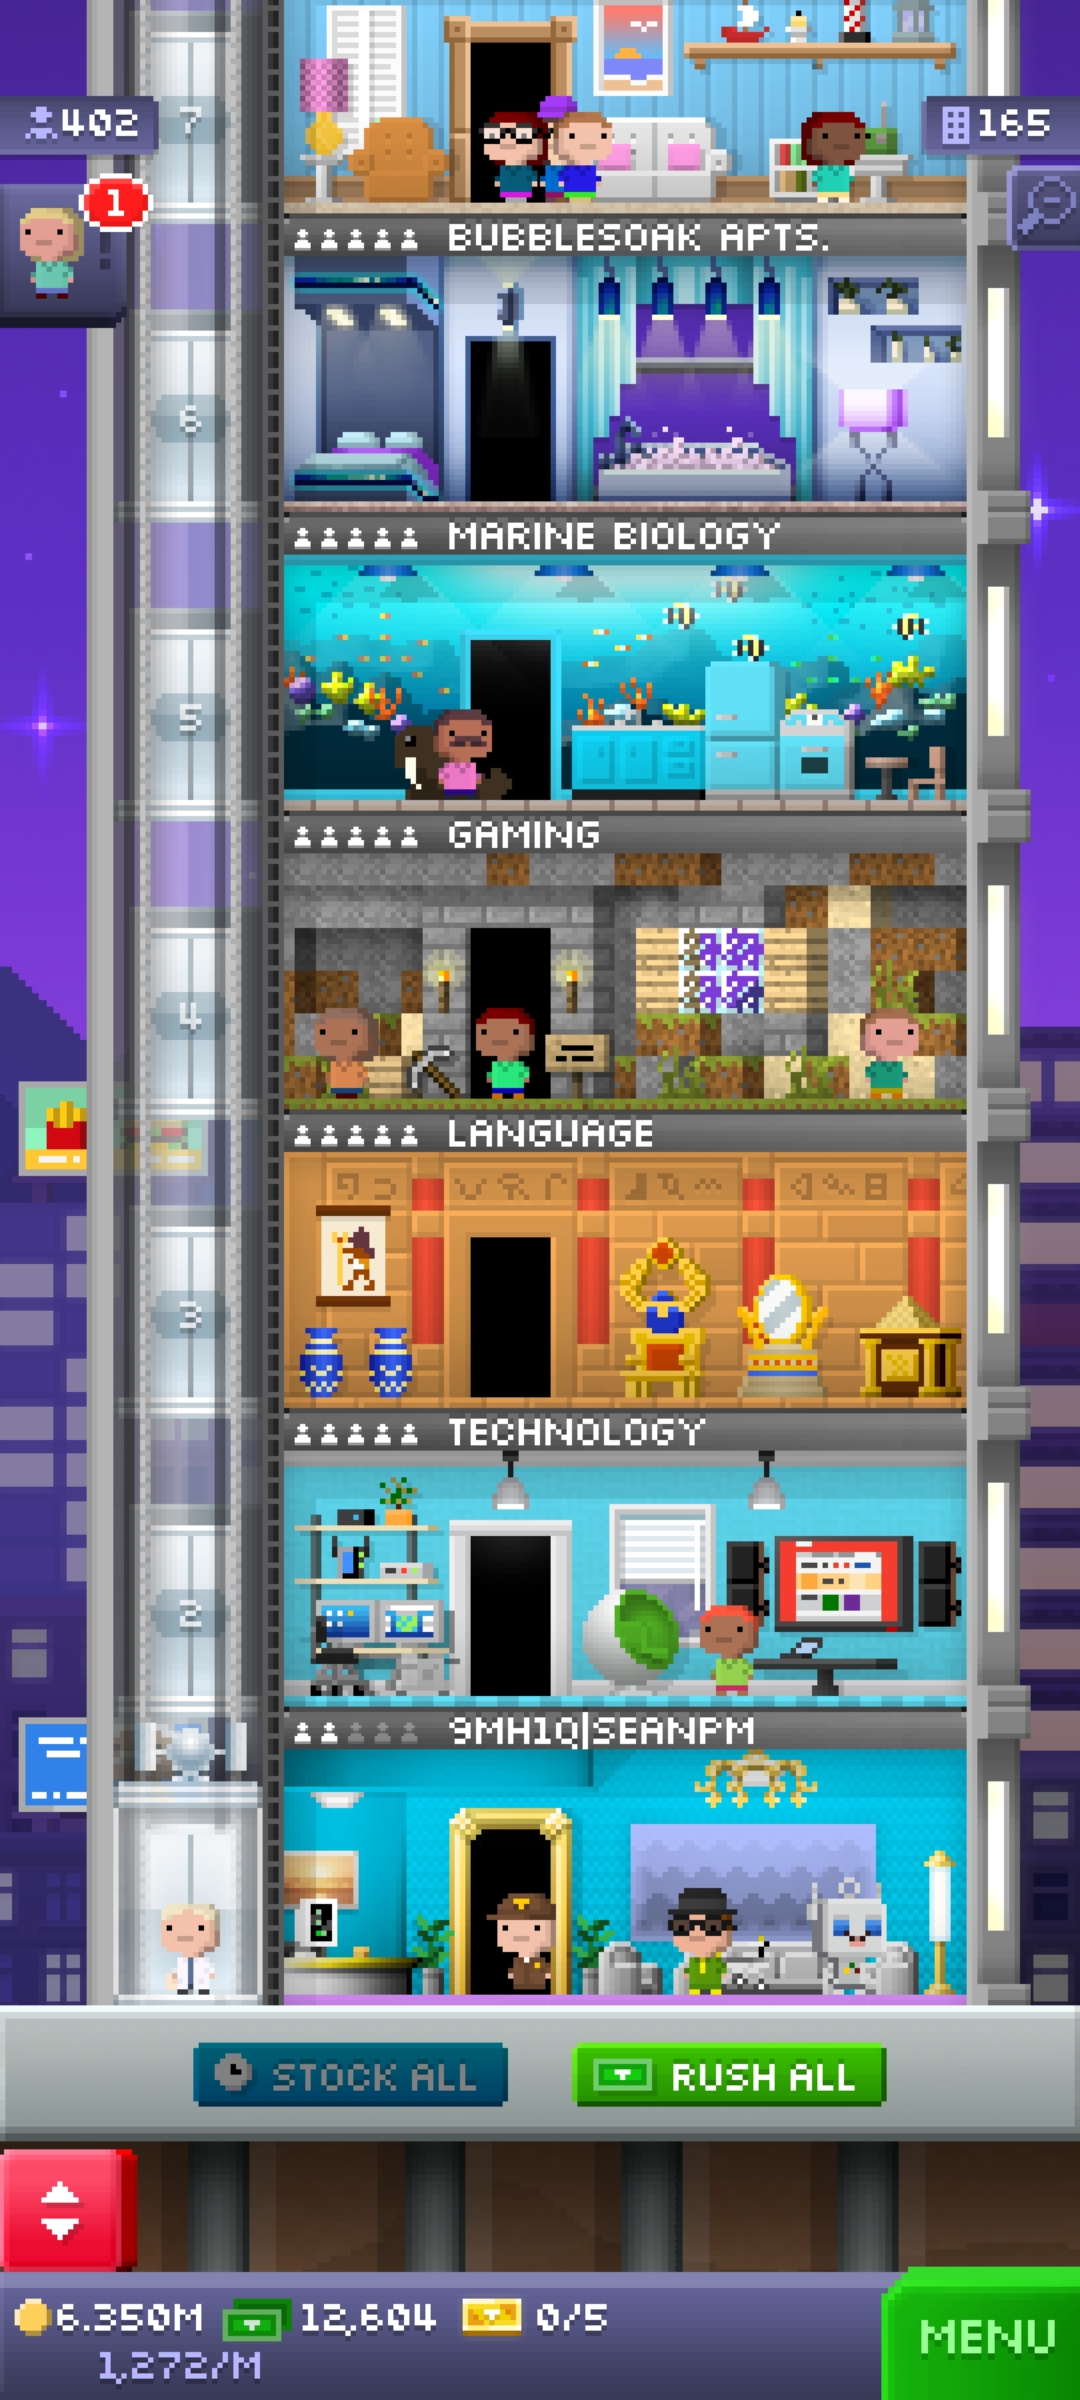 7
402
165
1
BUBBLESOAK APTS.
6
MARINE BIOLOGY
5
GAMING
4
LANGUAGE
3
TECHNOLOGY
2
9MH1Q|SEANPM
STOCK ALL
RUSH ALL
6.350M 12,604 0/5
1,272/M
MENU